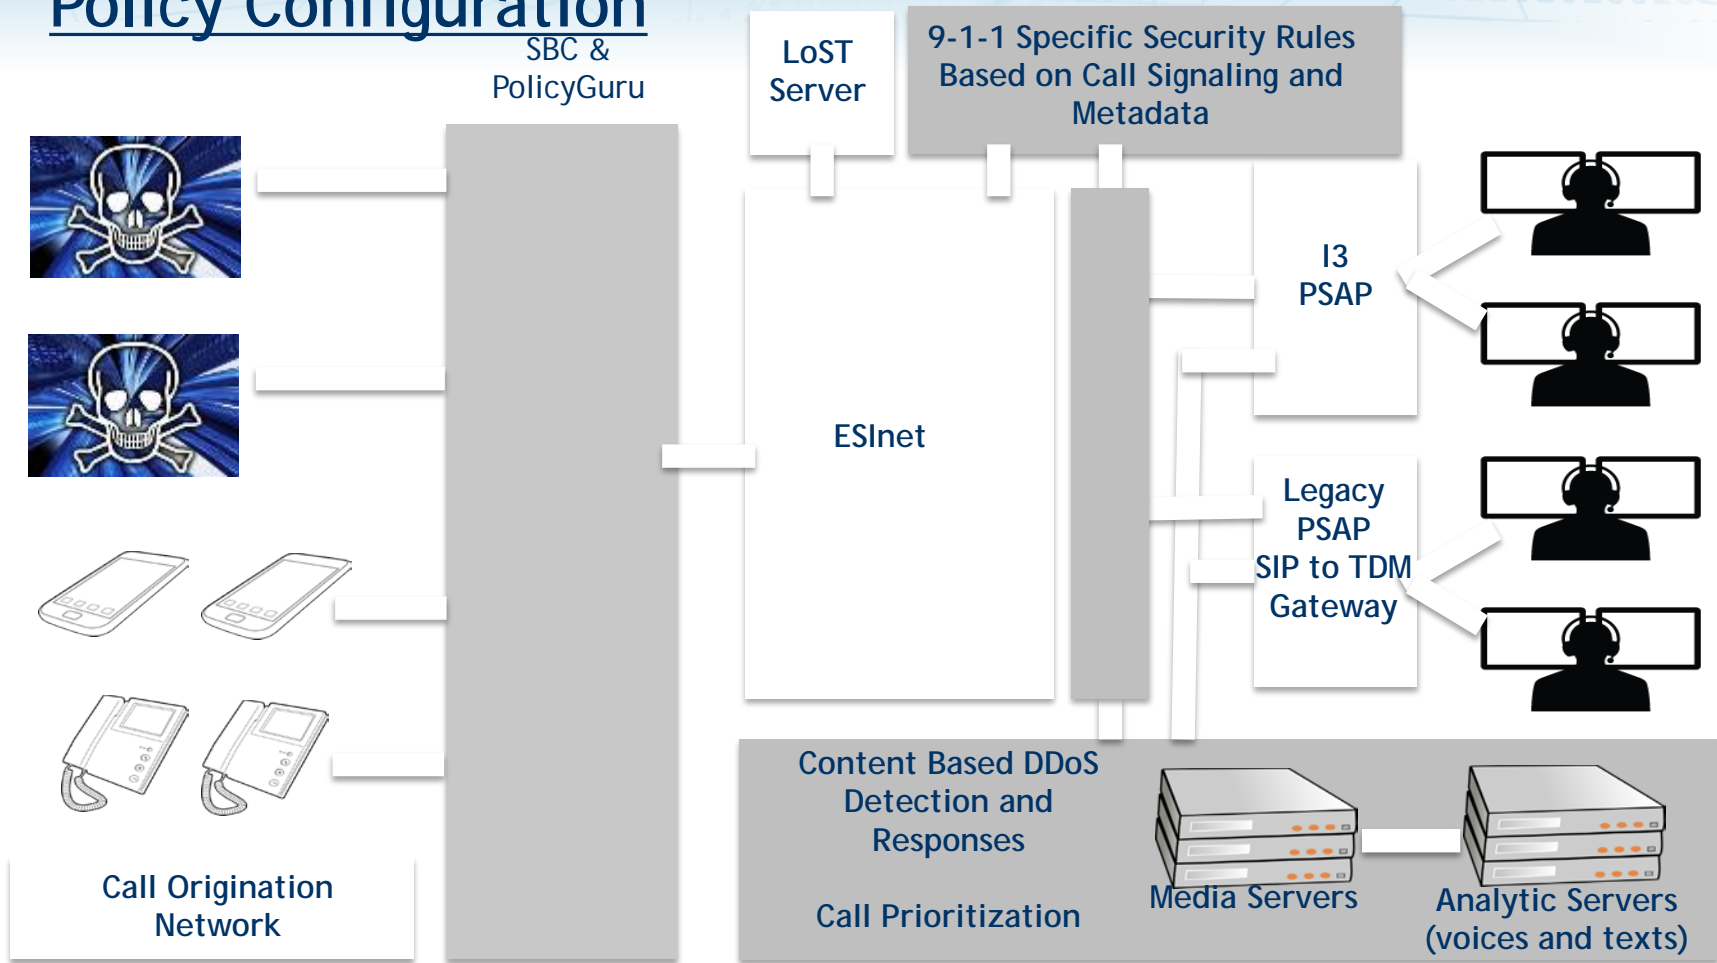 Policy Configuration
SBC &
PolicyGuru
LoST
Server
9-1-1 Specific Security Rules
Based on Call Signaling and
Metadata
I3
PSAP
ESInet
Legacy
PSAP
SIP to TDM
Gateway
Content Based DDoS
Detection and
Responses
Call Prioritization
Media Servers
Analytic Servers
(voices and texts)
Call Origination
Network